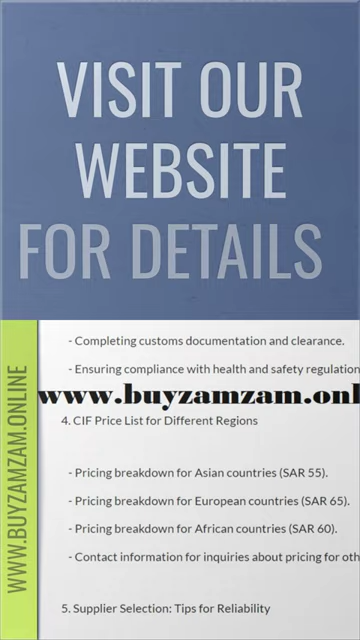 VISIT OUR
WEBSITE
FOR DETAILS
WWW.BUYZAMZAM.ONLINE
- Completing customs documentation and clearance.
- Ensuring compliance with health and safety regulation
www.buyzamzam.onl
4. CIF Price List for Different Regions
- Pricing breakdown for Asian countries (SAR 55).
- Pricing breakdown for European countries (SAR 65).
- Pricing breakdown for African countries (SAR 60).
- Contact information for inquiries about pricing for oth
5. Supplier Selection: Tips for Reliability